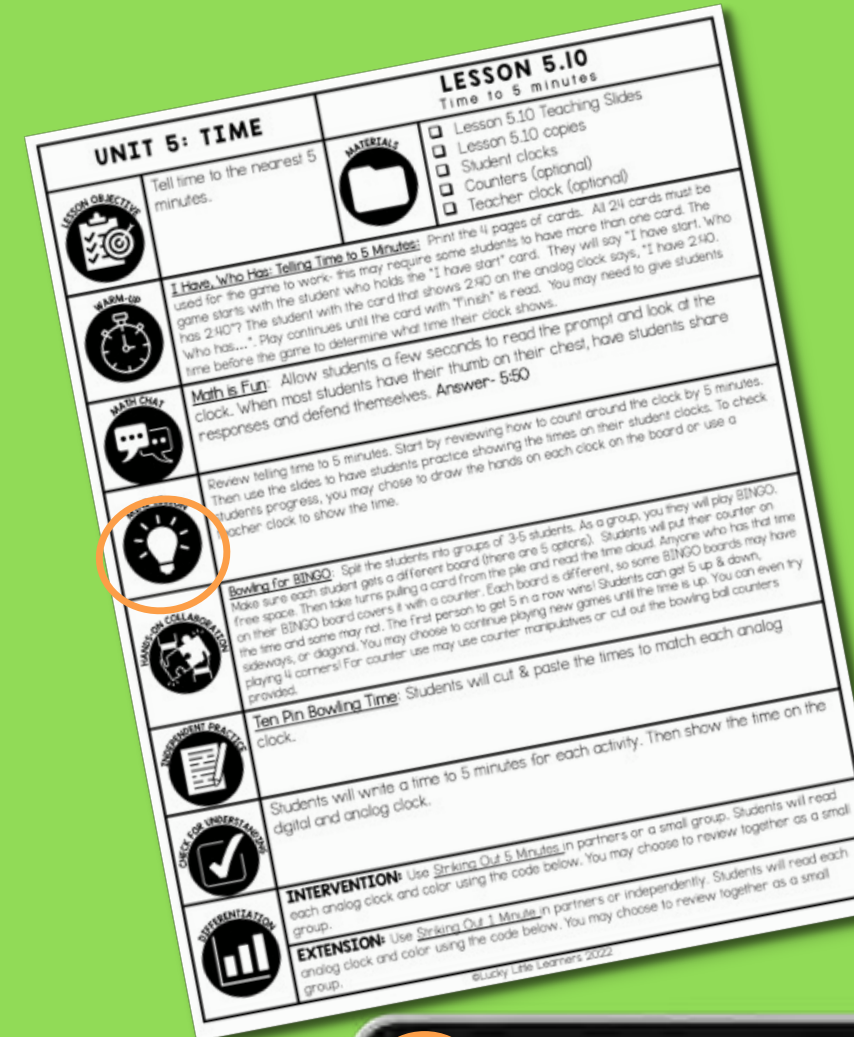 UNIT 5: TIME
LESSON 5.10
Time to 5 minutes
LESSON OBJECTIVE
Tell time to the nearest 5
minutes.
MATERIALS
Lesson 5.10 Teaching Slides
Lesson 5.10 copies
Student clocks
Counters (optional)
Teacher clock (optional)
WARM-UP
I Have, Who Has: Telling Time to 5 Minutes: Print the 4 pages of cards. All 24 cards must be
used for the game to work- this may require some students to have more than one card. The
game starts with the student who holds the "I have start" card. They will say "I have start. Who
has 2:40"? The student with the card that shows 2:40 on the analog clock says, "I have 2:40.
Who has...". Play continues until the card with "Finish" is read. You may need to give students
time before the game to determine what time their clock shows.
MATH CHAT
Math is Fun: Allow students a few seconds to read the prompt and look at the
clock. When most students have their thumb on their chest, have students share
responses and defend themselves. Answer- 5:50
Review telling time to 5 minutes. Start by reviewing how to count around the clock by 5 minutes.
Then use the slides to have students practice showing the times on their student clocks. To check
students progress, you may chose to draw the hands on each clock on the board or use a
teacher clock to show the time.
HANDS-ON COLLABORATION
Bowling for BINGO: Split the students into groups of 3-5 students. As a group, you they will play BINGO.
Make sure each student gets a different board (there are 5 options). Students will put their counter on
free space. Then take turns pulling a card from the pile and read the time aloud. Anyone who has that time
on their BINGO board covers it with a counter. Each board is different, so some BINGO boards may have
the time and some may not. The first person to get 5 in a row wins! Students can get 5 up & down,
sideways, or diagonal. You may choose to continue playing new games until the time is up. You can even try
playing 4 corners! For counter use may use counter manipulatives or cut out the bowling ball counters
provided.
INDEPENDENT PRACTICE
Ten Pin Bowling Time: Students will cut & paste the times to match each analog
clock.
CHECK FOR UNDERSTANDING
Students will write a time to 5 minutes for each activity. Then show the time on the
digital and analog clock.
DIFFERENTIATION
INTERVENTION: Use Striking Out 5 Minutes in partners or a small group. Students will read
each analog clock and color using the code below. You may choose to review together as a small
group.
EXTENSION: Use Striking Out 1 Minute in partners or independently. Students will read each
analog clock and color using the code below. You may choose to review together as a small
group.
©Lucky Little Learners 2022